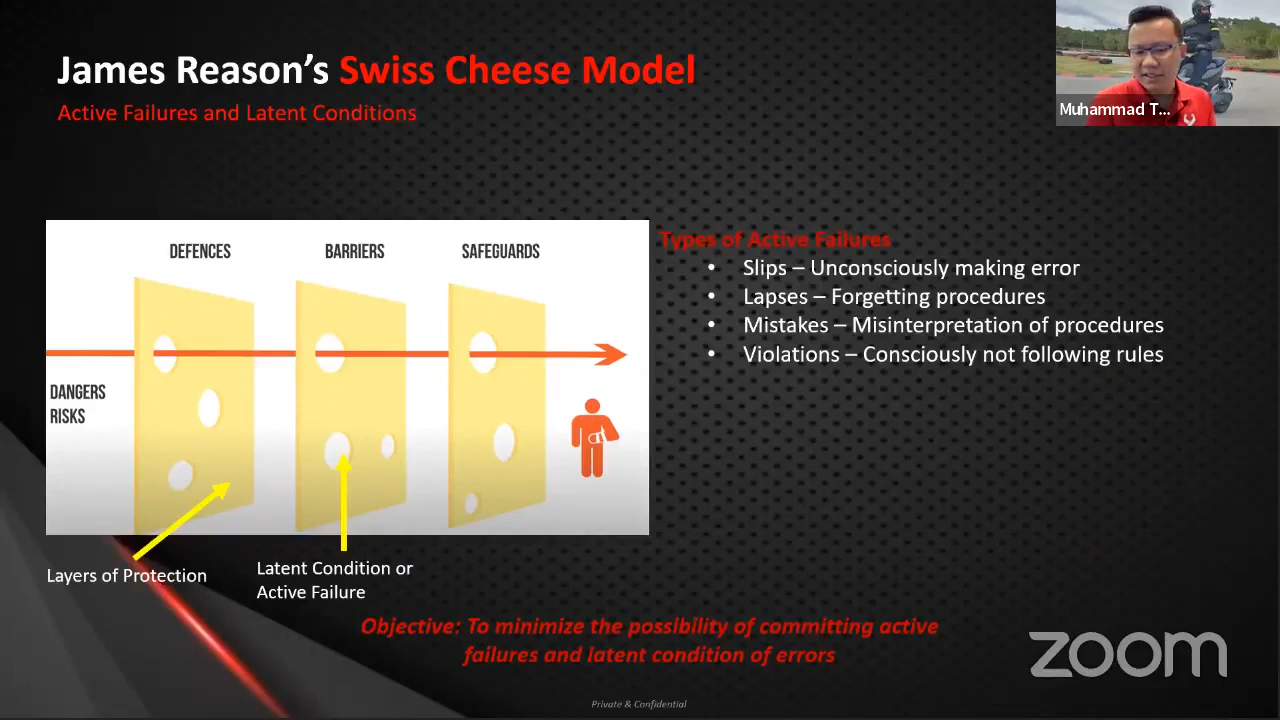 James Reason's Swiss Cheese Model
Active Failures and Latent Conditions
Muhammad T...
DEFENCES
BARRIERS
SAFEGUARDS
DANGERS
RISKS
Types of Active Failures
• Slips – Unconsciously making error
• Lapses – Forgetting procedures
• Mistakes – Misinterpretation of procedures
• Violations – Consciously not following rules
Layers of Protection
Latent Condition or
Active Failure
Objective: To minimize the possibility of committing active
failures and latent condition of errors
zoom
Private & Confidential